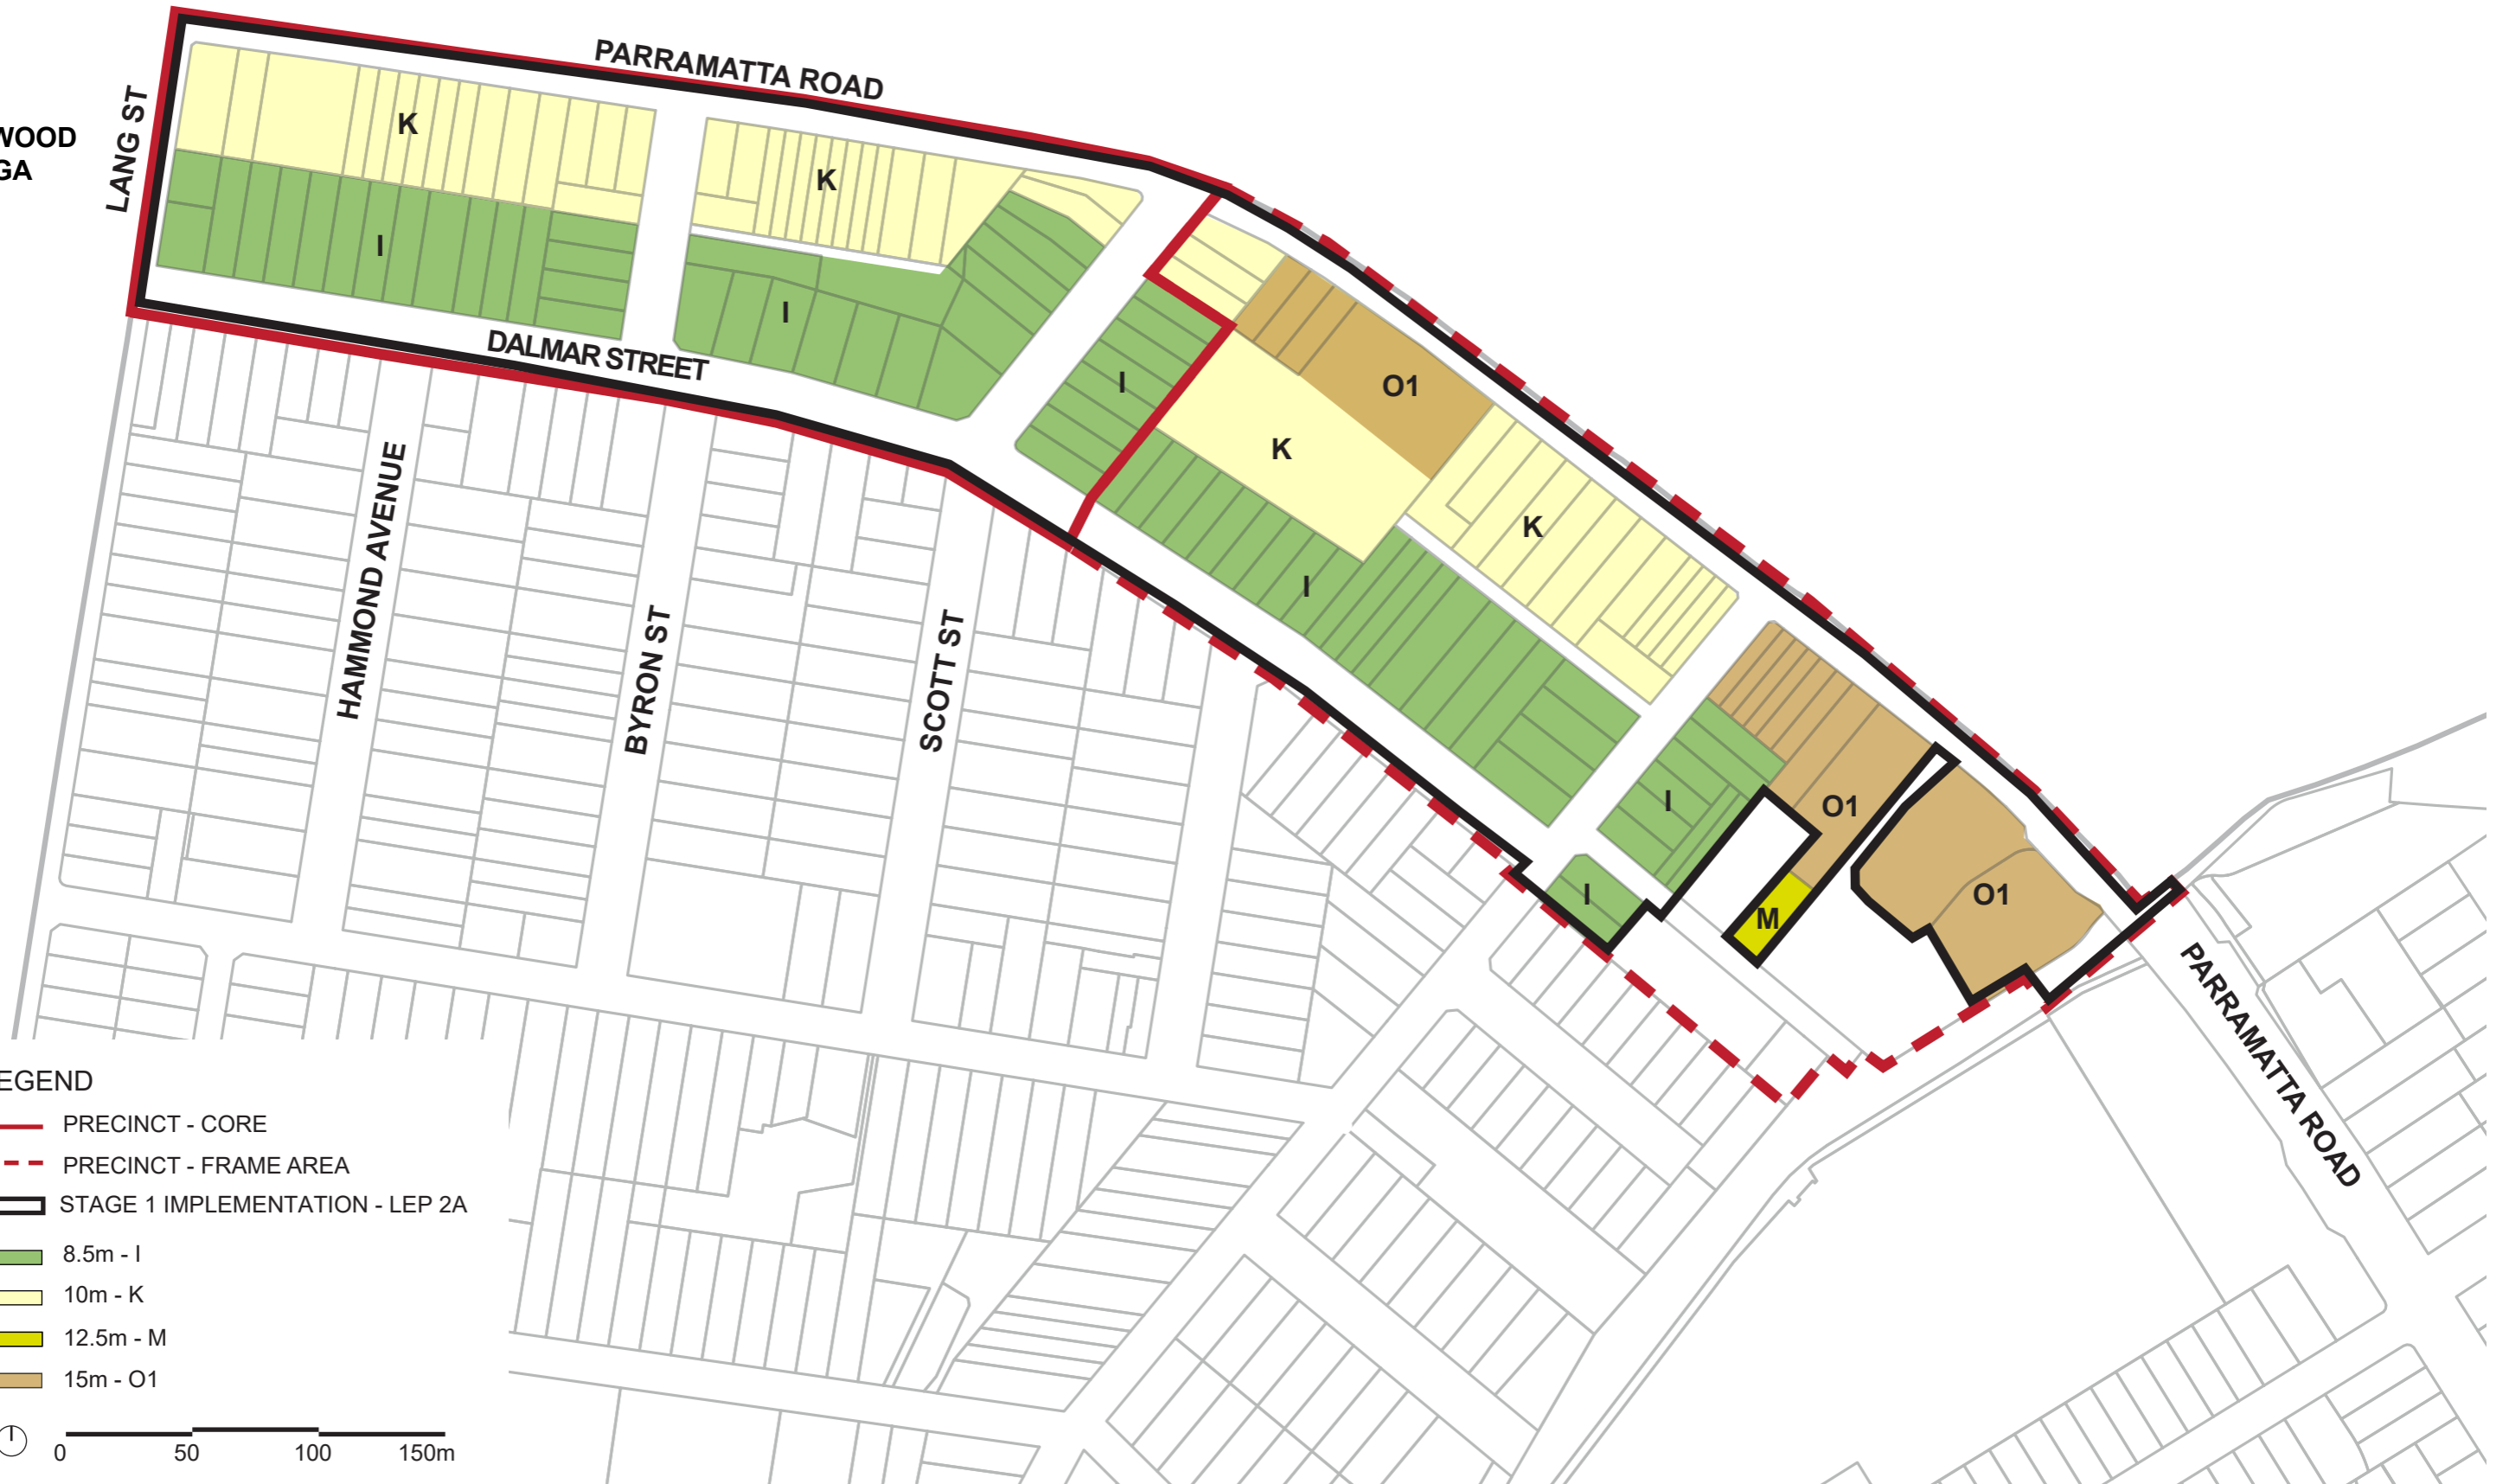 PARRAMATTA ROAD
LANG ST
WOOD
GA
K
K
I
I
DALMAR STREET
I
O1
K
K
I
HAMMOND AVENUE
BYRON ST
SCOTT ST
I
O1
I
M
O1
PARRAMATTA ROAD
EGEND
PRECINCT - CORE
PRECINCT - FRAME AREA
STAGE 1 IMPLEMENTATION - LEP 2A
8.5m - I
10m - K
12.5m - M
15m - O1
0 50 100 150m